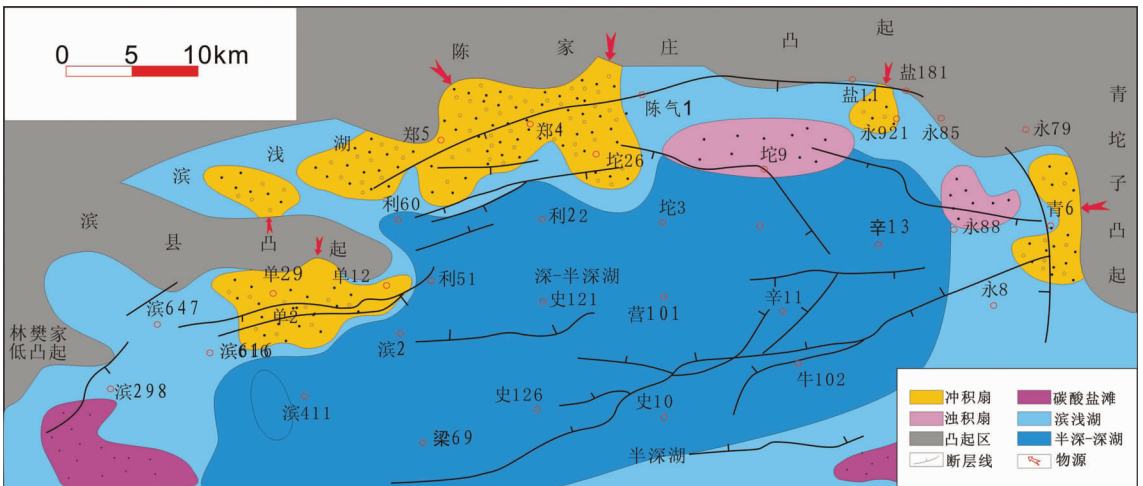 0 5 10km
陈 家 庄 凸 起
盐181
盐11
青坨子凸起
陈气1
郑5
郑4
永921
永85
永79
滨 浅 湖
坨26
坨9
利60
利22
坨3
辛13
永88
青6
滨 县 凸 起
单29
单12
利51
深-半深湖
史121
营101
辛11
永8
滨647
单2
林樊家
低凸起
滨616
滨2
滨298
牛102
滨411
史126
史10
梁69
半深湖
冲积扇
碳酸盐滩
浊积扇
滨浅湖
凸起区
半深-深湖
断层线
物源